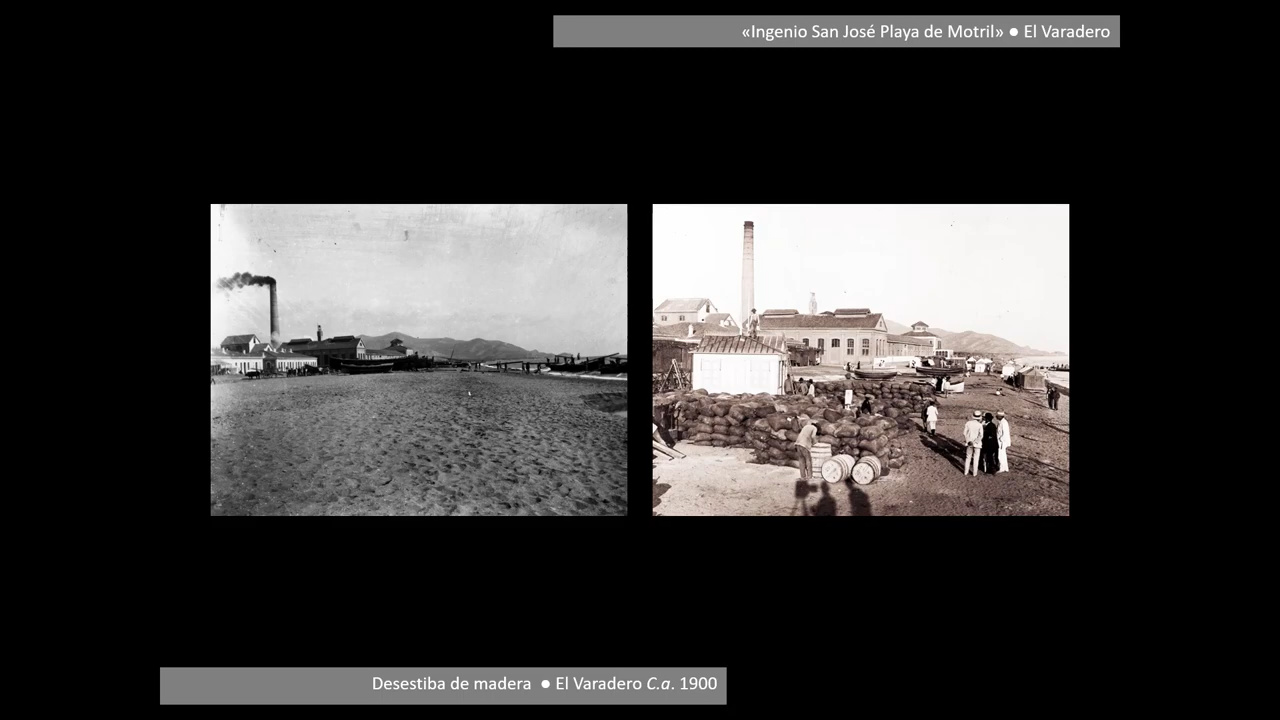 «Ingenio San José Playa de Motril» ● El Varadero
Desestiba de madera ● El Varadero C.a. 1900